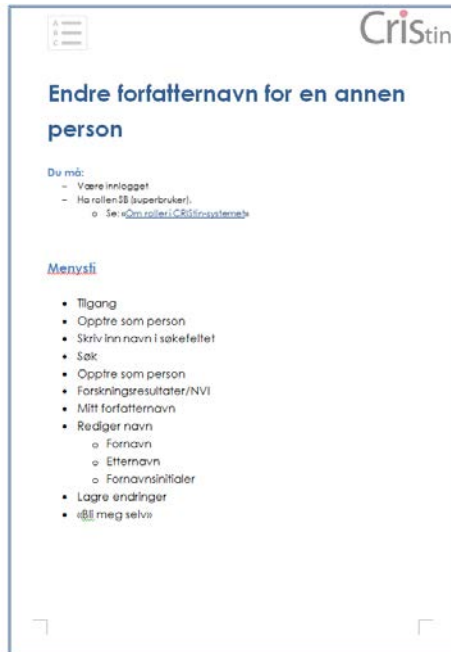 A
B
C
CRIStin
Endre forfatternavn for en annen
person
Du må:
– Være innlogget
– Ha rollen SB (superbruker).
o Se: «Om roller i CRIStin-systemet»
Menysti
• Tilgang
• Opptre som person
• Skriv inn navn i søkefeltet
• Søk
• Opptre som person
• Forskningsresultater/NVI
• Mitt forfatternavn
• Rediger navn
o Fornavn
o Etternavn
o Fornavnsinitialer
• Lagre endringer
• «Bli meg selv»